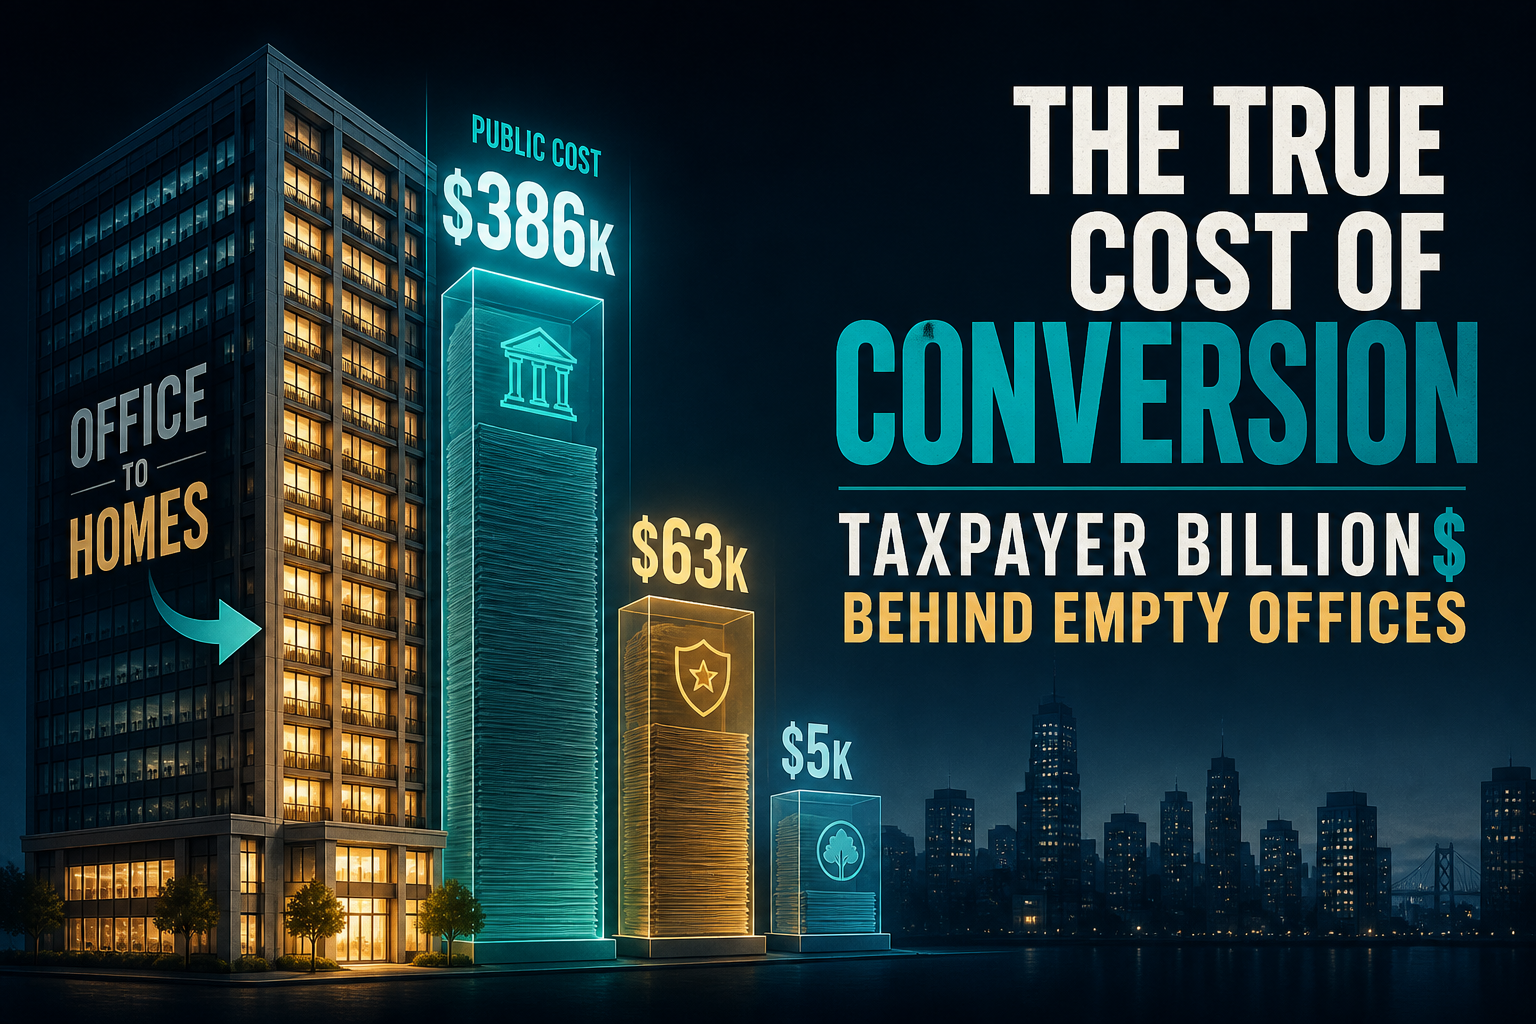 OFFICE
TO
HOMES
PUBLIC COST
$386K
$63K
$5K
THE TRUE
COST OF
CONVERSION
TAXPAYER BILLION$
BEHIND EMPTY OFFICES